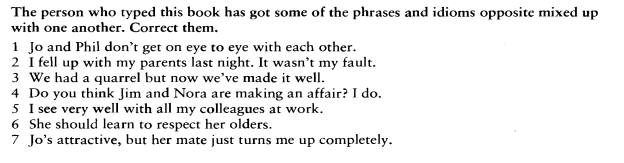 The person who typed this book has got some of the phrases and idioms opposite mixed up
with one another. Correct them.
1 Jo and Phil don't get on eye to eye with each other.
2 I fell up with my parents last night. It wasn't my fault.
3 We had a quarrel but now we've made it well.
4 Do you think Jim and Nora are making an affair? I do.
5 I see very well with all my colleagues at work.
6 She should learn to respect her olders.
7 Jo's attractive, but her mate just turns me up completely.